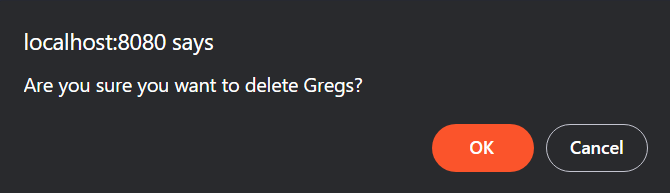 localhost:8080 says
Are you sure you want to delete Gregs?
OK
Cancel